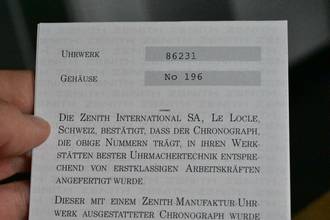 UHRWERK 86231
GEHÄUSE No 196
DIE ZENITH INTERNATIONAL SA, LE LOCLE,
SCHWEIZ, BESTÄTIGT, DASS DER CHRONOGRAPH,
DIE OBIGE NUMMERN TRÄGT, IN IHREN WERK-
STÄTTEN BESTER UHRMACHERTECHNIK ENTSPRE-
CHEND VON ERSTKLASSIGEN ARBEITSKRÄFTEN
ANGEFERTIGT WURDE.
DIESER MIT EINEM ZENITH-MANUFAKTUR-UHR-
WERK AUSGESTATTETER CHRONOGRAPH WURDE